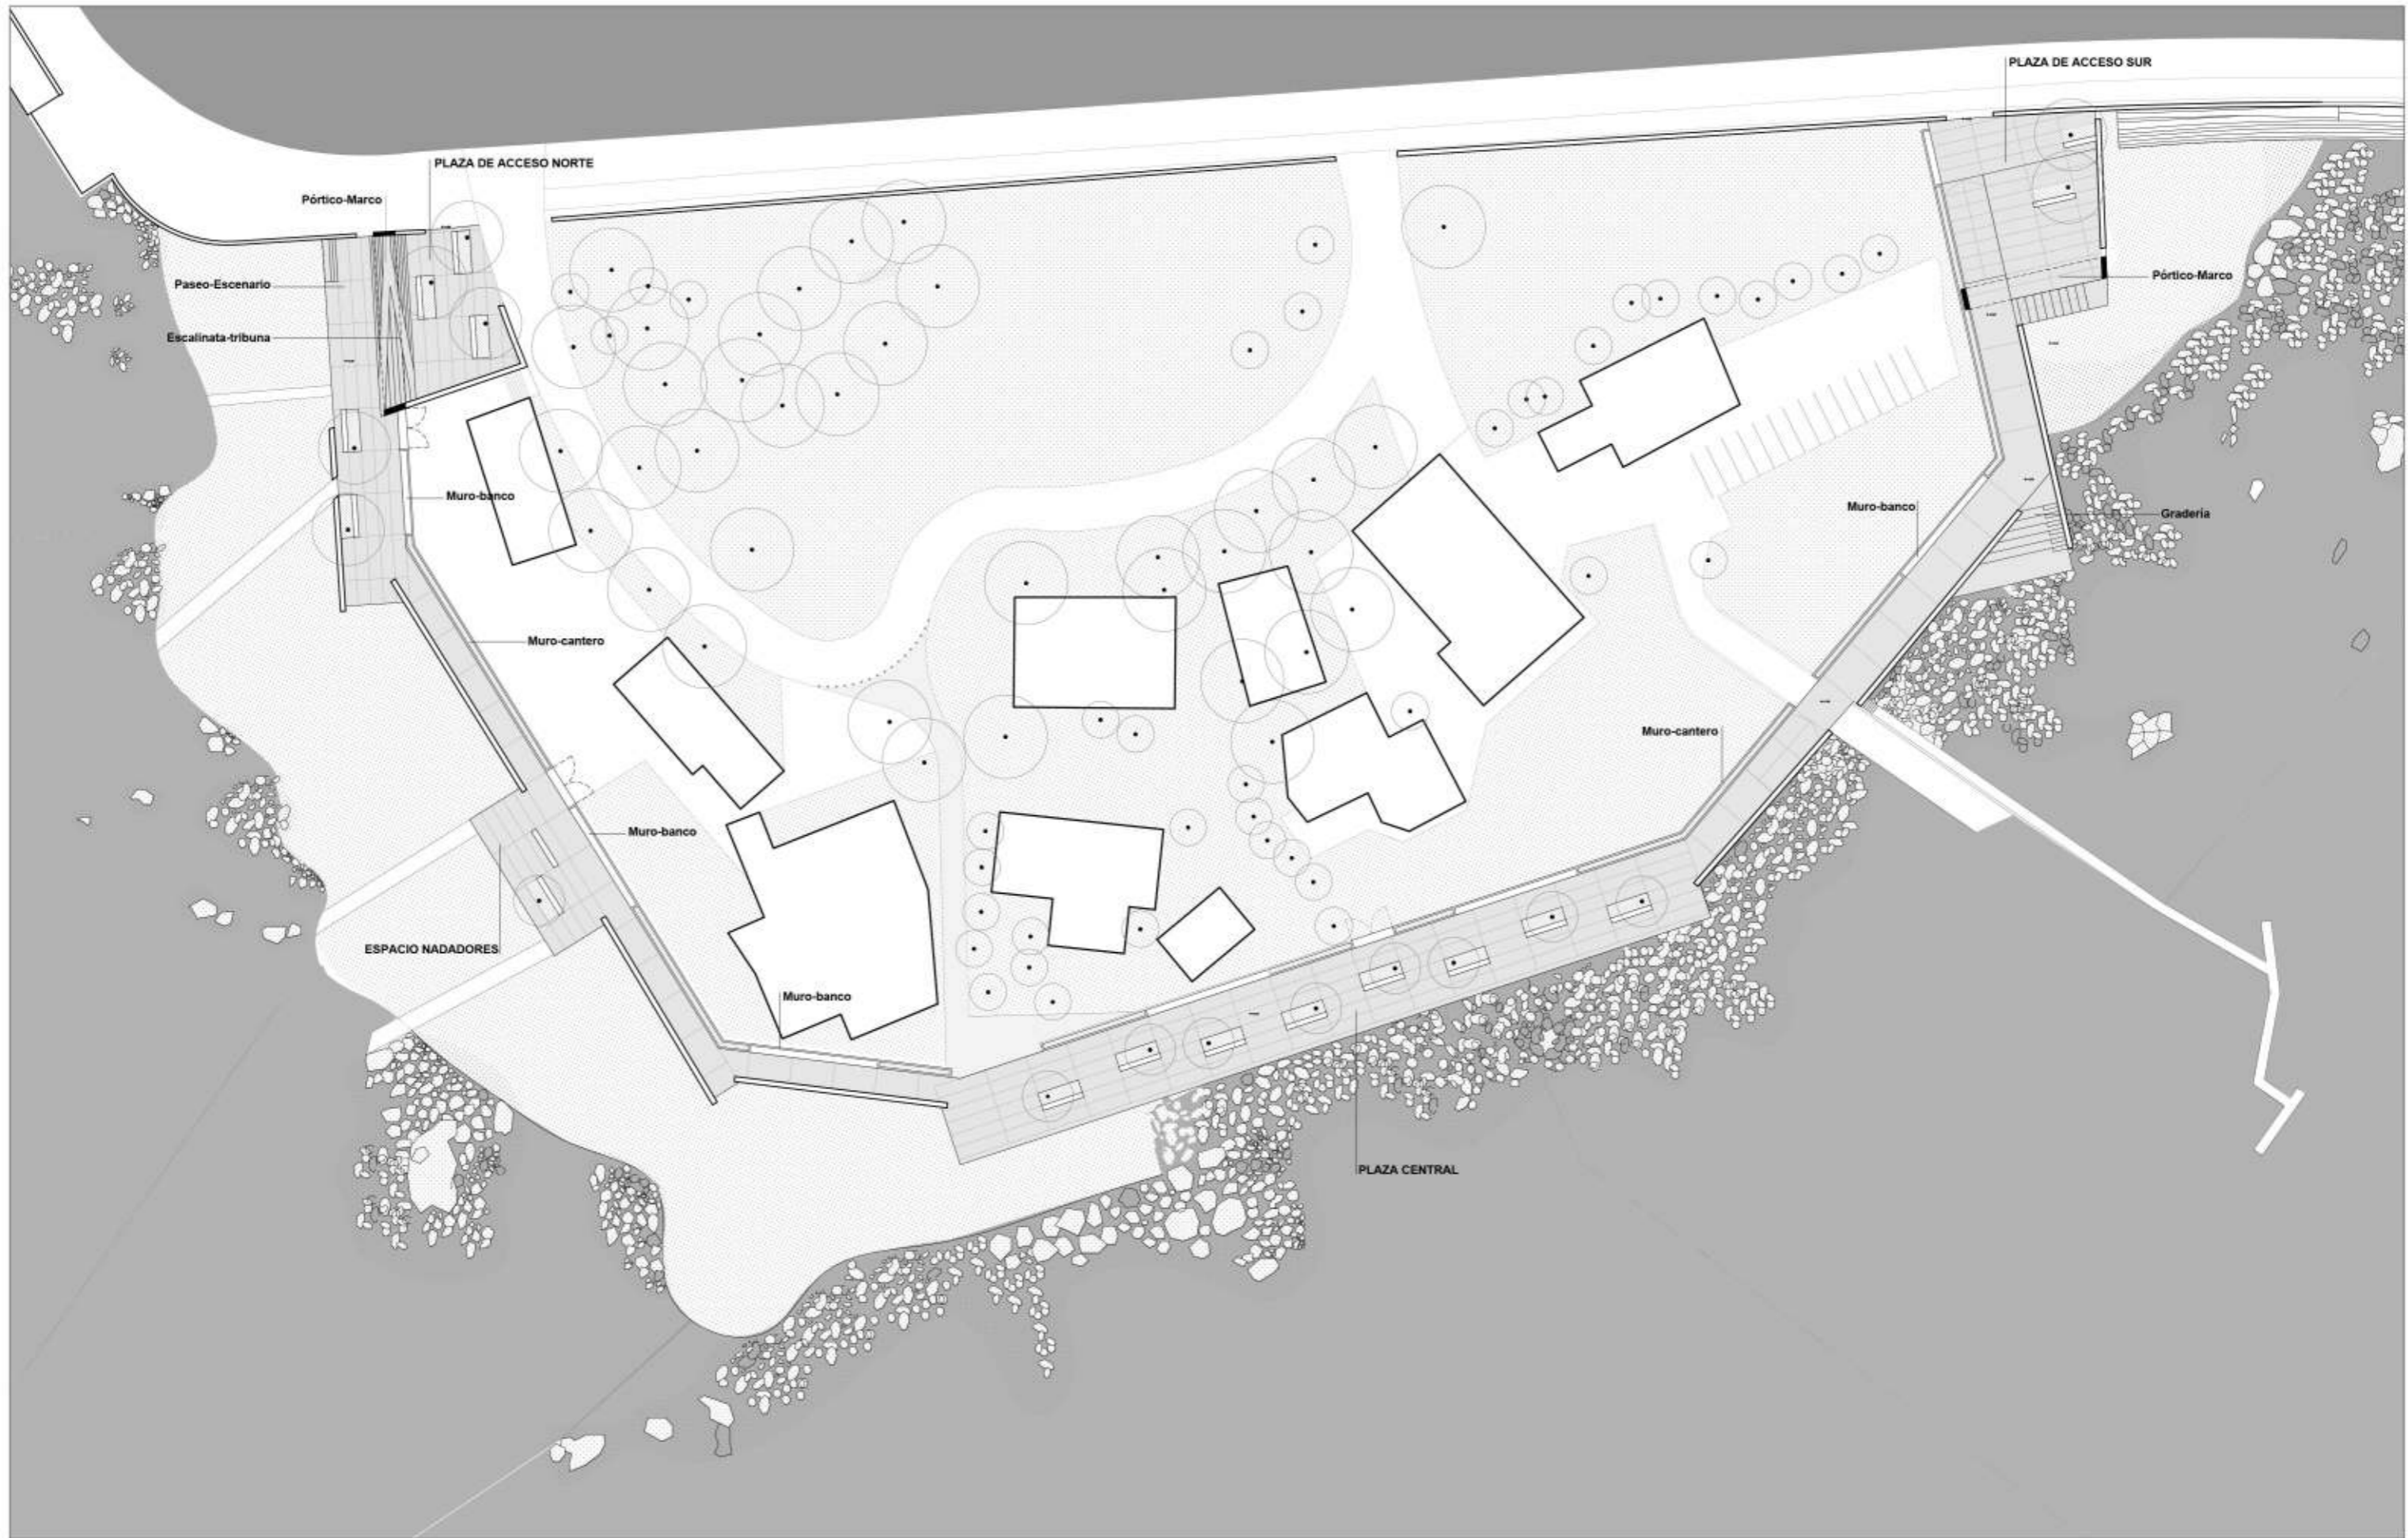 PLAZA DE ACCESO SUR
PLAZA DE ACCESO NORTE
Pórtico-Marco
Pórtico-Marco
Paseo-Escenario
Escalinata-tribuna
Muro-banco
Muro-banco
Graderia
Muro-cantero
Muro-cantero
Muro-banco
ESPACIO NADADORES
Muro-banco
PLAZA CENTRAL